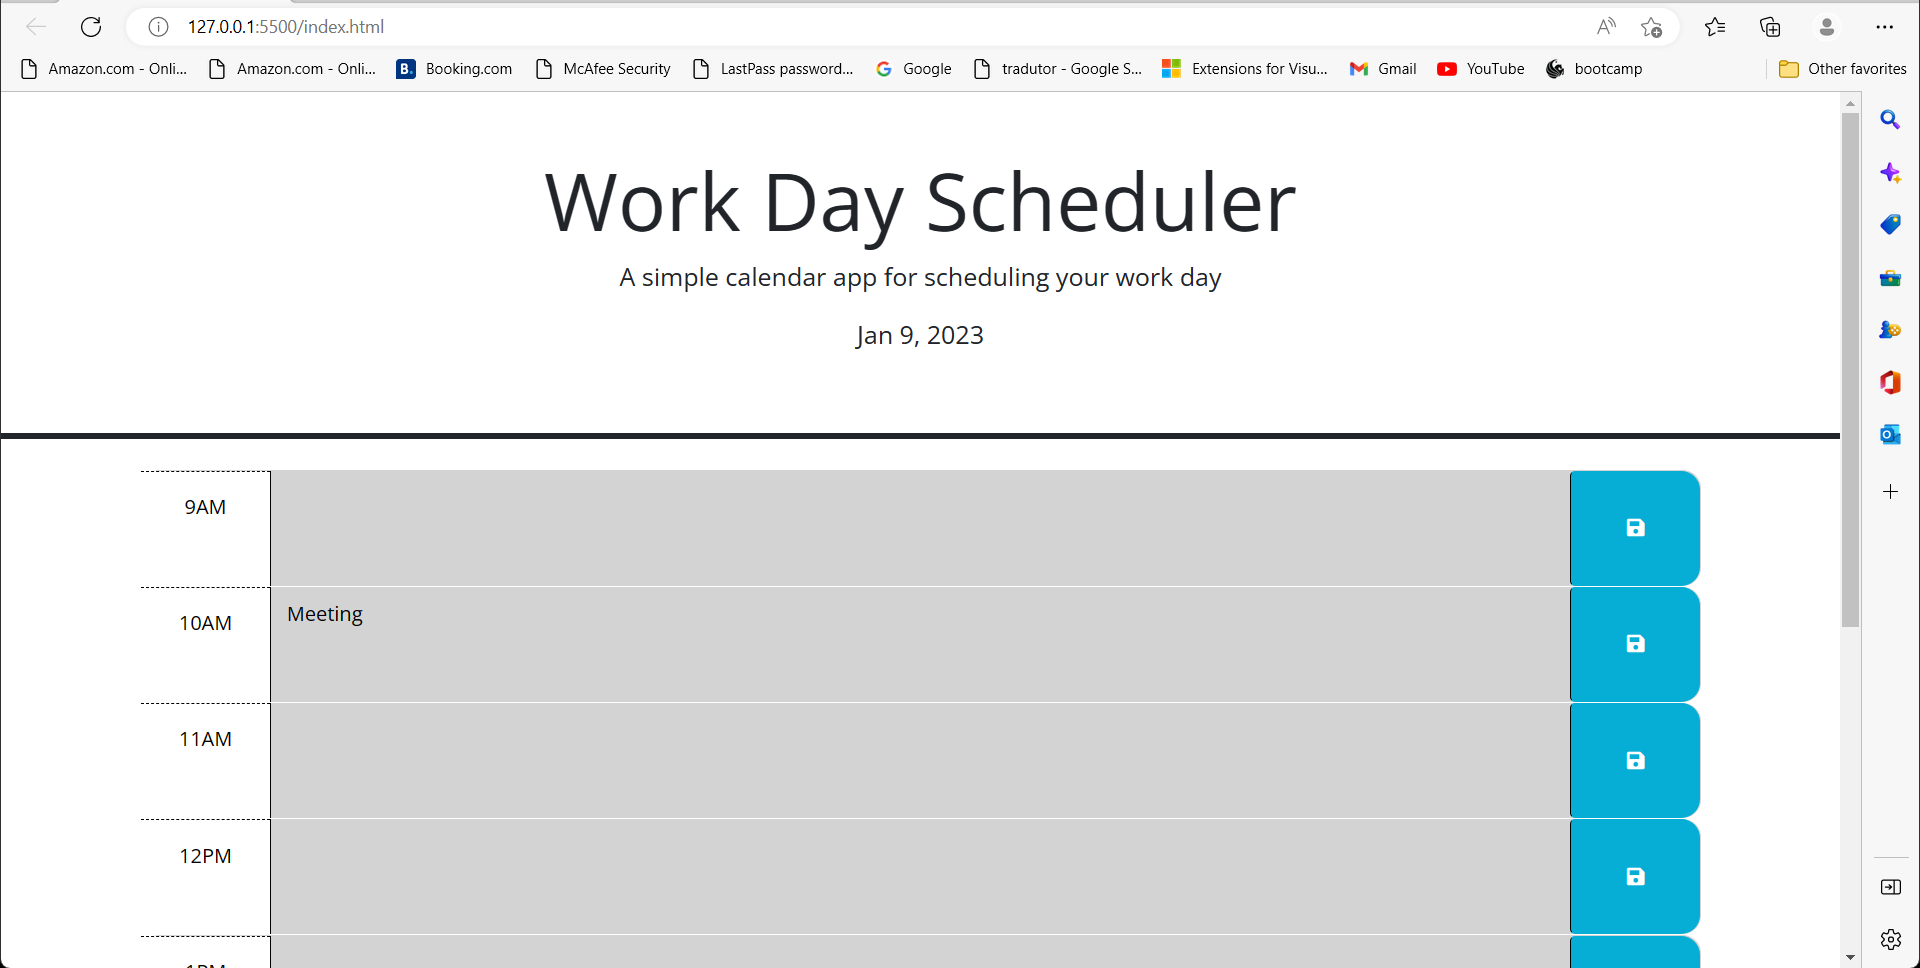 127.0.0.1:5500/index.html
Amazon.com - Onli... Amazon.com - Onli... B. Booking.com McAfee Security LastPass password... Google tradutor - Google S... Extensions for Visu... Gmail YouTube bootcamp Other favorites
Work Day Scheduler
A simple calendar app for scheduling your work day
Jan 9, 2023
9AM
10AM Meeting
11AM
12PM
1PM